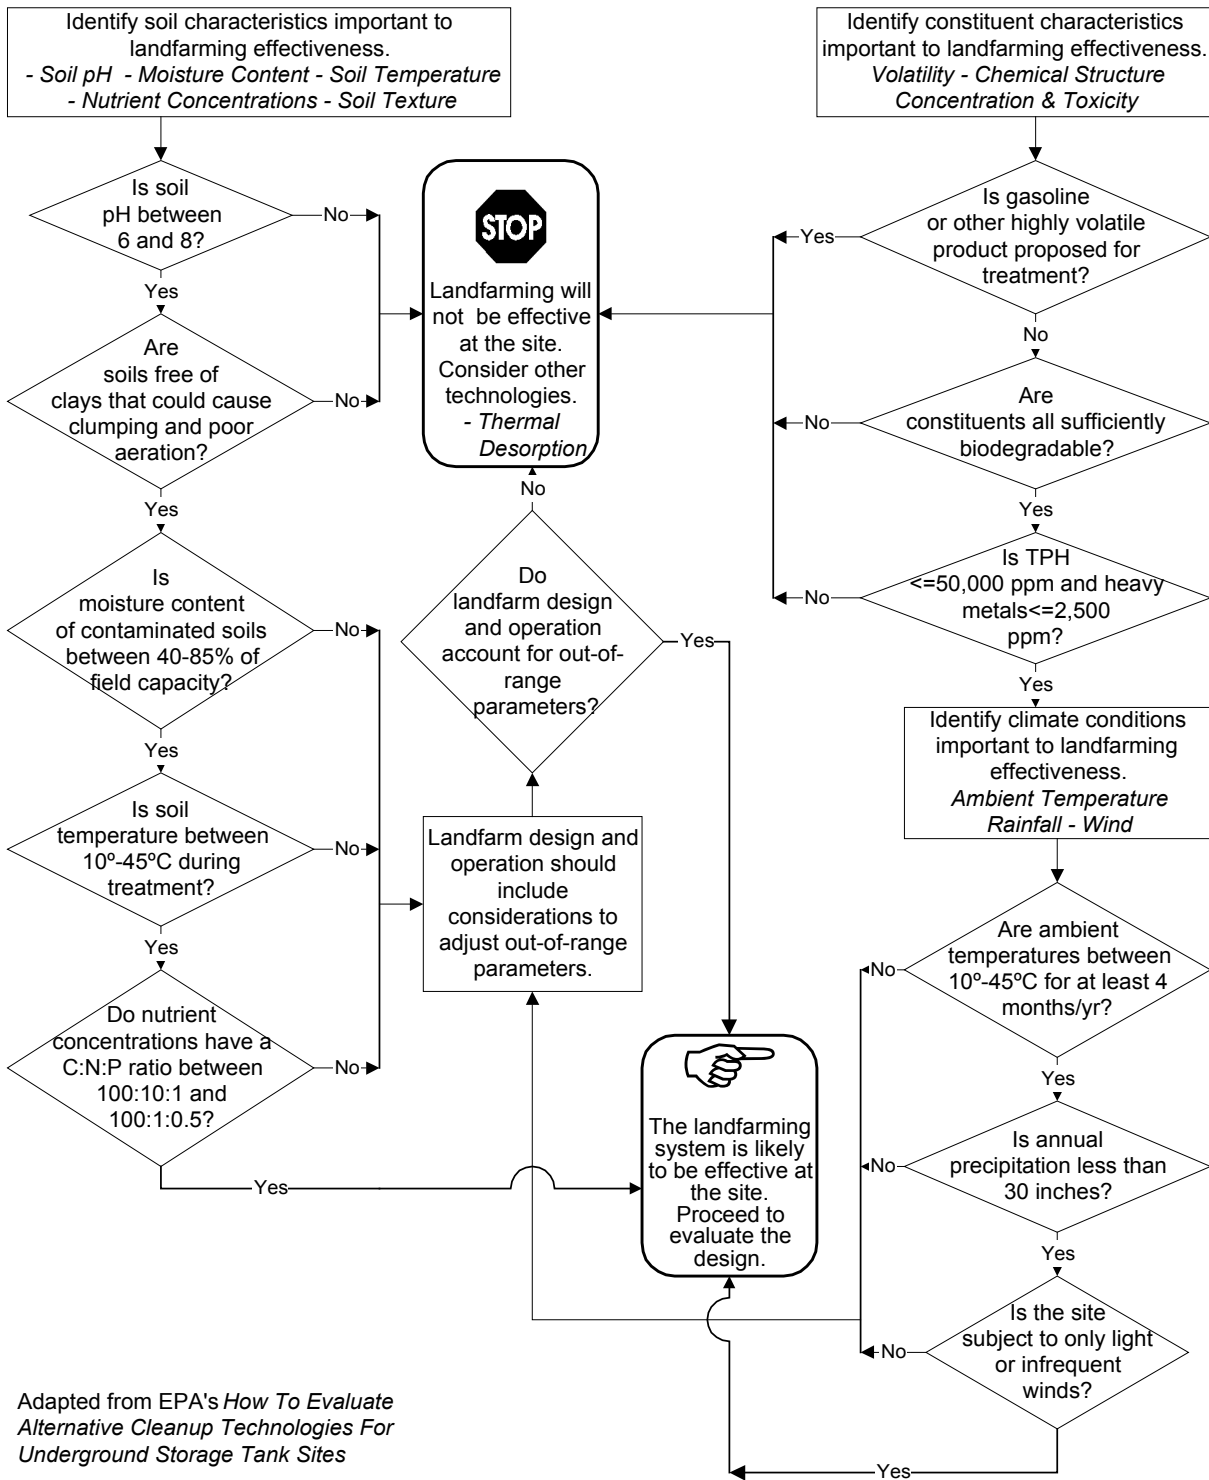 Identify soil characteristics important to
landfarming effectiveness.
- Soil pH - Moisture Content - Soil Temperature
- Nutrient Concentrations - Soil Texture
Is soil
pH between
6 and 8?
No
Yes
Are
soils free of
clays that could cause
clumping and poor
aeration?
No
Yes
Is
moisture content
of contaminated soils
between 40-85% of
field capacity?
No
Yes
Is soil
temperature between
10º-45ºC during
treatment?
No
Yes
Do nutrient
concentrations have a
C:N:P ratio between
100:10:1 and
100:1:0.5?
No
Yes
STOP
Landfarming will
not be effective
at the site.
Consider other
technologies.
- Thermal
Desorption
No
Do
landfarm design
and operation
account for out-of-
range
parameters?
Yes
Landfarm design and
operation should
include
considerations to
adjust out-of-range
parameters.
The landfarming
system is likely
to be effective at
the site.
Proceed to
evaluate the
design.
Identify constituent characteristics
important to landfarming effectiveness.
Volatility - Chemical Structure
Concentration & Toxicity
Is gasoline
or other highly volatile
product proposed for
treatment?
Yes
No
Are
constituents all sufficiently
biodegradable?
No
Yes
Is TPH
<=50,000 ppm and heavy
metals<=2,500
ppm?
No
Yes
Identify climate conditions
important to landfarming
effectiveness.
Ambient Temperature
Rainfall - Wind
Are ambient
temperatures between
10º-45ºC for at least 4
months/yr?
No
Yes
Is annual
precipitation less than
30 inches?
No
Yes
Is the site
subject to only light
or infrequent
winds?
No
Yes
Adapted from EPA's How To Evaluate
Alternative Cleanup Technologies For
Underground Storage Tank Sites